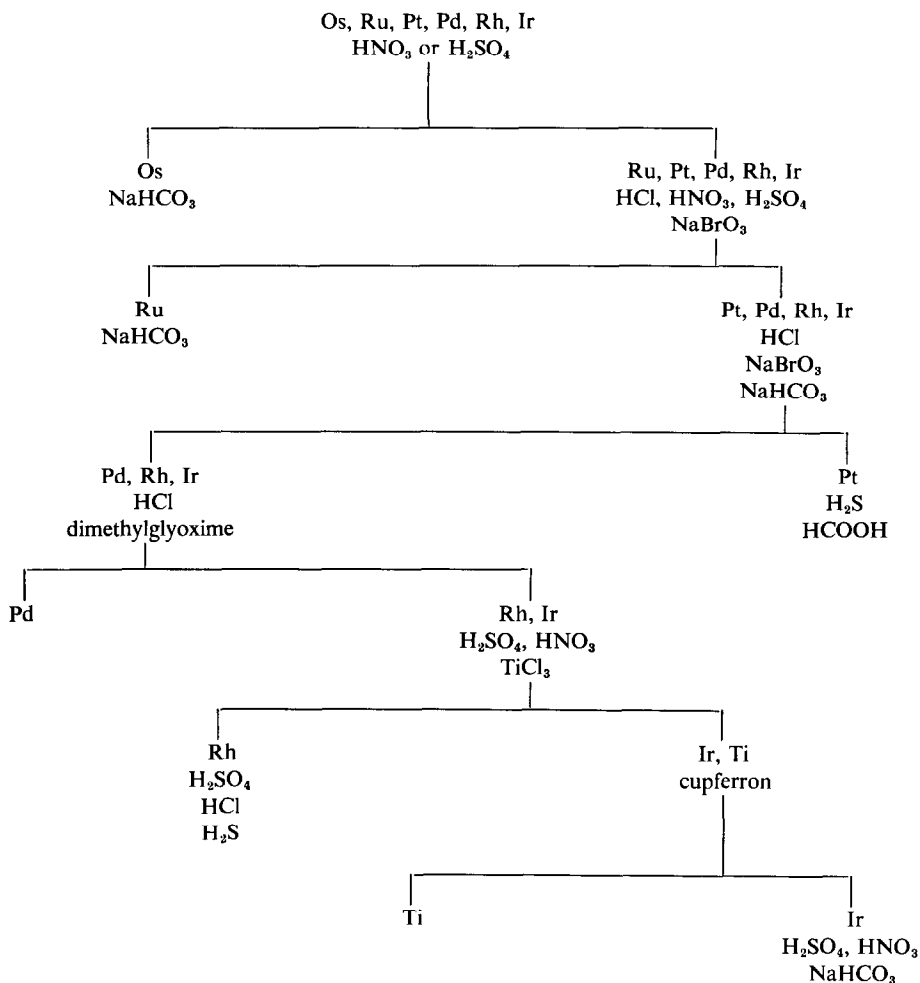 Os, Ru, Pt, Pd, Rh, Ir
HNO₃ or H₂SO₄
Os
NaHCO₃
Ru, Pt, Pd, Rh, Ir
HCl, HNO₃, H₂SO₄
NaBrO₃
Ru
NaHCO₃
Pt, Pd, Rh, Ir
HCl
NaBrO₃
NaHCO₃
Pd, Rh, Ir
HCl
dimethylglyoxime
Pt
H₂S
HCOOH
Pd
Rh, Ir
H₂SO₄, HNO₃
TiCl₃
Rh
H₂SO₄
HCl
H₂S
Ir, Ti
cupferron
Ti
Ir
H₂SO₄, HNO₃
NaHCO₃